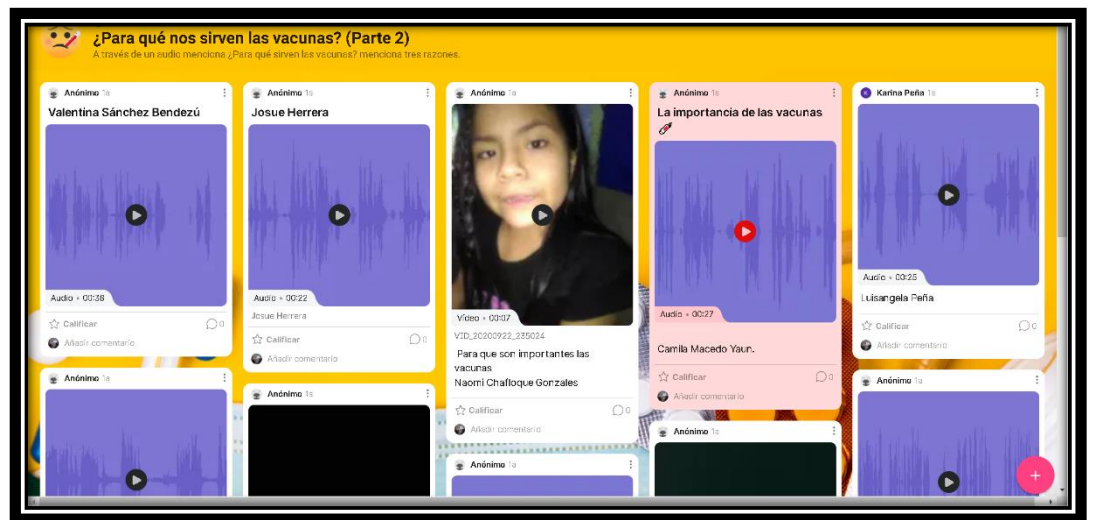 ¿Para qué nos sirven las vacunas? (Parte 2)
A través de un audio menciona ¿Para qué sirven las vacunas? menciona tres razones.
Anónimo 1a
Valentina Sánchez Bendezú
Audio • 00:38
Calificar
0
Añadir comentario
Anónimo 1a
Anónimo 1a
Josue Herrera
Audio • 00:22
Josue Herrera
Calificar
0
Añadir comentario
Anónimo 1a
Anónimo 1a
Vídeo • 00:07
VID_20200922_235024
Para que son importantes las
vacunas
Naomi Chafloque Gonzales
Calificar
0
Añadir comentario
Anónimo 1a
Anónimo 1a
La importancia de las vacunas
Audio • 00:27
Camila Macedo Yaun.
Calificar
0
Añadir comentario
Anónimo 1a
K
Karina Peña 1a
Audio • 00:25
Luisangela Peña
Calificar
0
Añadir comentario
Anónimo 1a